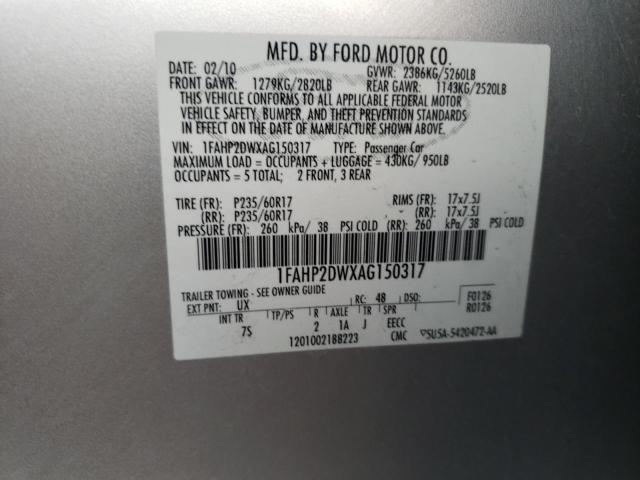 MFD. BY FORD MOTOR CO.
DATE: 02/10 GVWR: 2386KG/5260LB
FRONT GAWR: 1279KG/2820LB REAR GAWR: 1143KG/2520LB
THIS VEHICLE CONFORMS TO ALL APPLICABLE FEDERAL MOTOR
VEHICLE SAFETY, BUMPER, AND THEFT PREVENTION STANDARDS
IN EFFECT ON THE DATE OF MANUFACTURE SHOWN ABOVE.
VIN: 1FAHP2DWXAG150317 TYPE: Passenger Car
MAXIMUM LOAD = OCCUPANTS + LUGGAGE = 430KG/950LB
OCCUPANTS = 5 TOTAL; 2 FRONT, 3 REAR
TIRE (FR): P235/60R17 RIMS (FR): 17x7.5J
(RR): P235/60R17 (RR): 17x7.5J
PRESSURE (FR): 260 kPa/ 38 PSI COLD (RR): 260 kPa/ 38 PSI COLD
1FAHP2DWXAG150317
TRAILER TOWING - SEE OWNER GUIDE
EXT PNT: UX RC: 48 DSO: F0126
INT TR TP/PS R AXLE TR SPR R0126
7S 2 1A J EECC
1201002188223 CMC 5U5A-5420472-AA